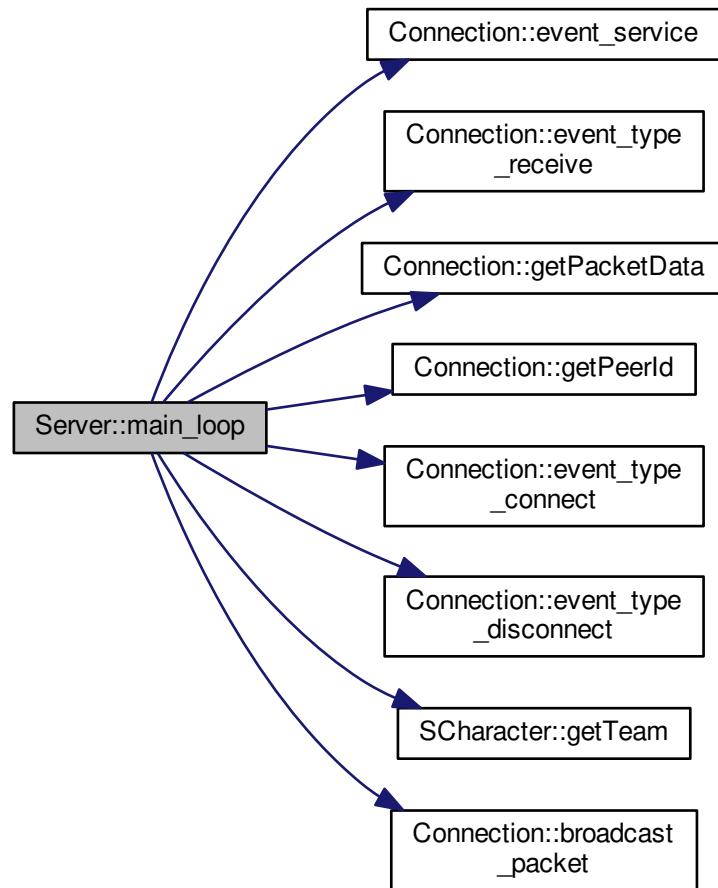 Connection::event_service
Connection::event_type
_receive
Connection::getPacketData
Connection::getPeerId
Server::main_loop
Connection::event_type
_connect
Connection::event_type
_disconnect
SCharacter::getTeam
Connection::broadcast
_packet